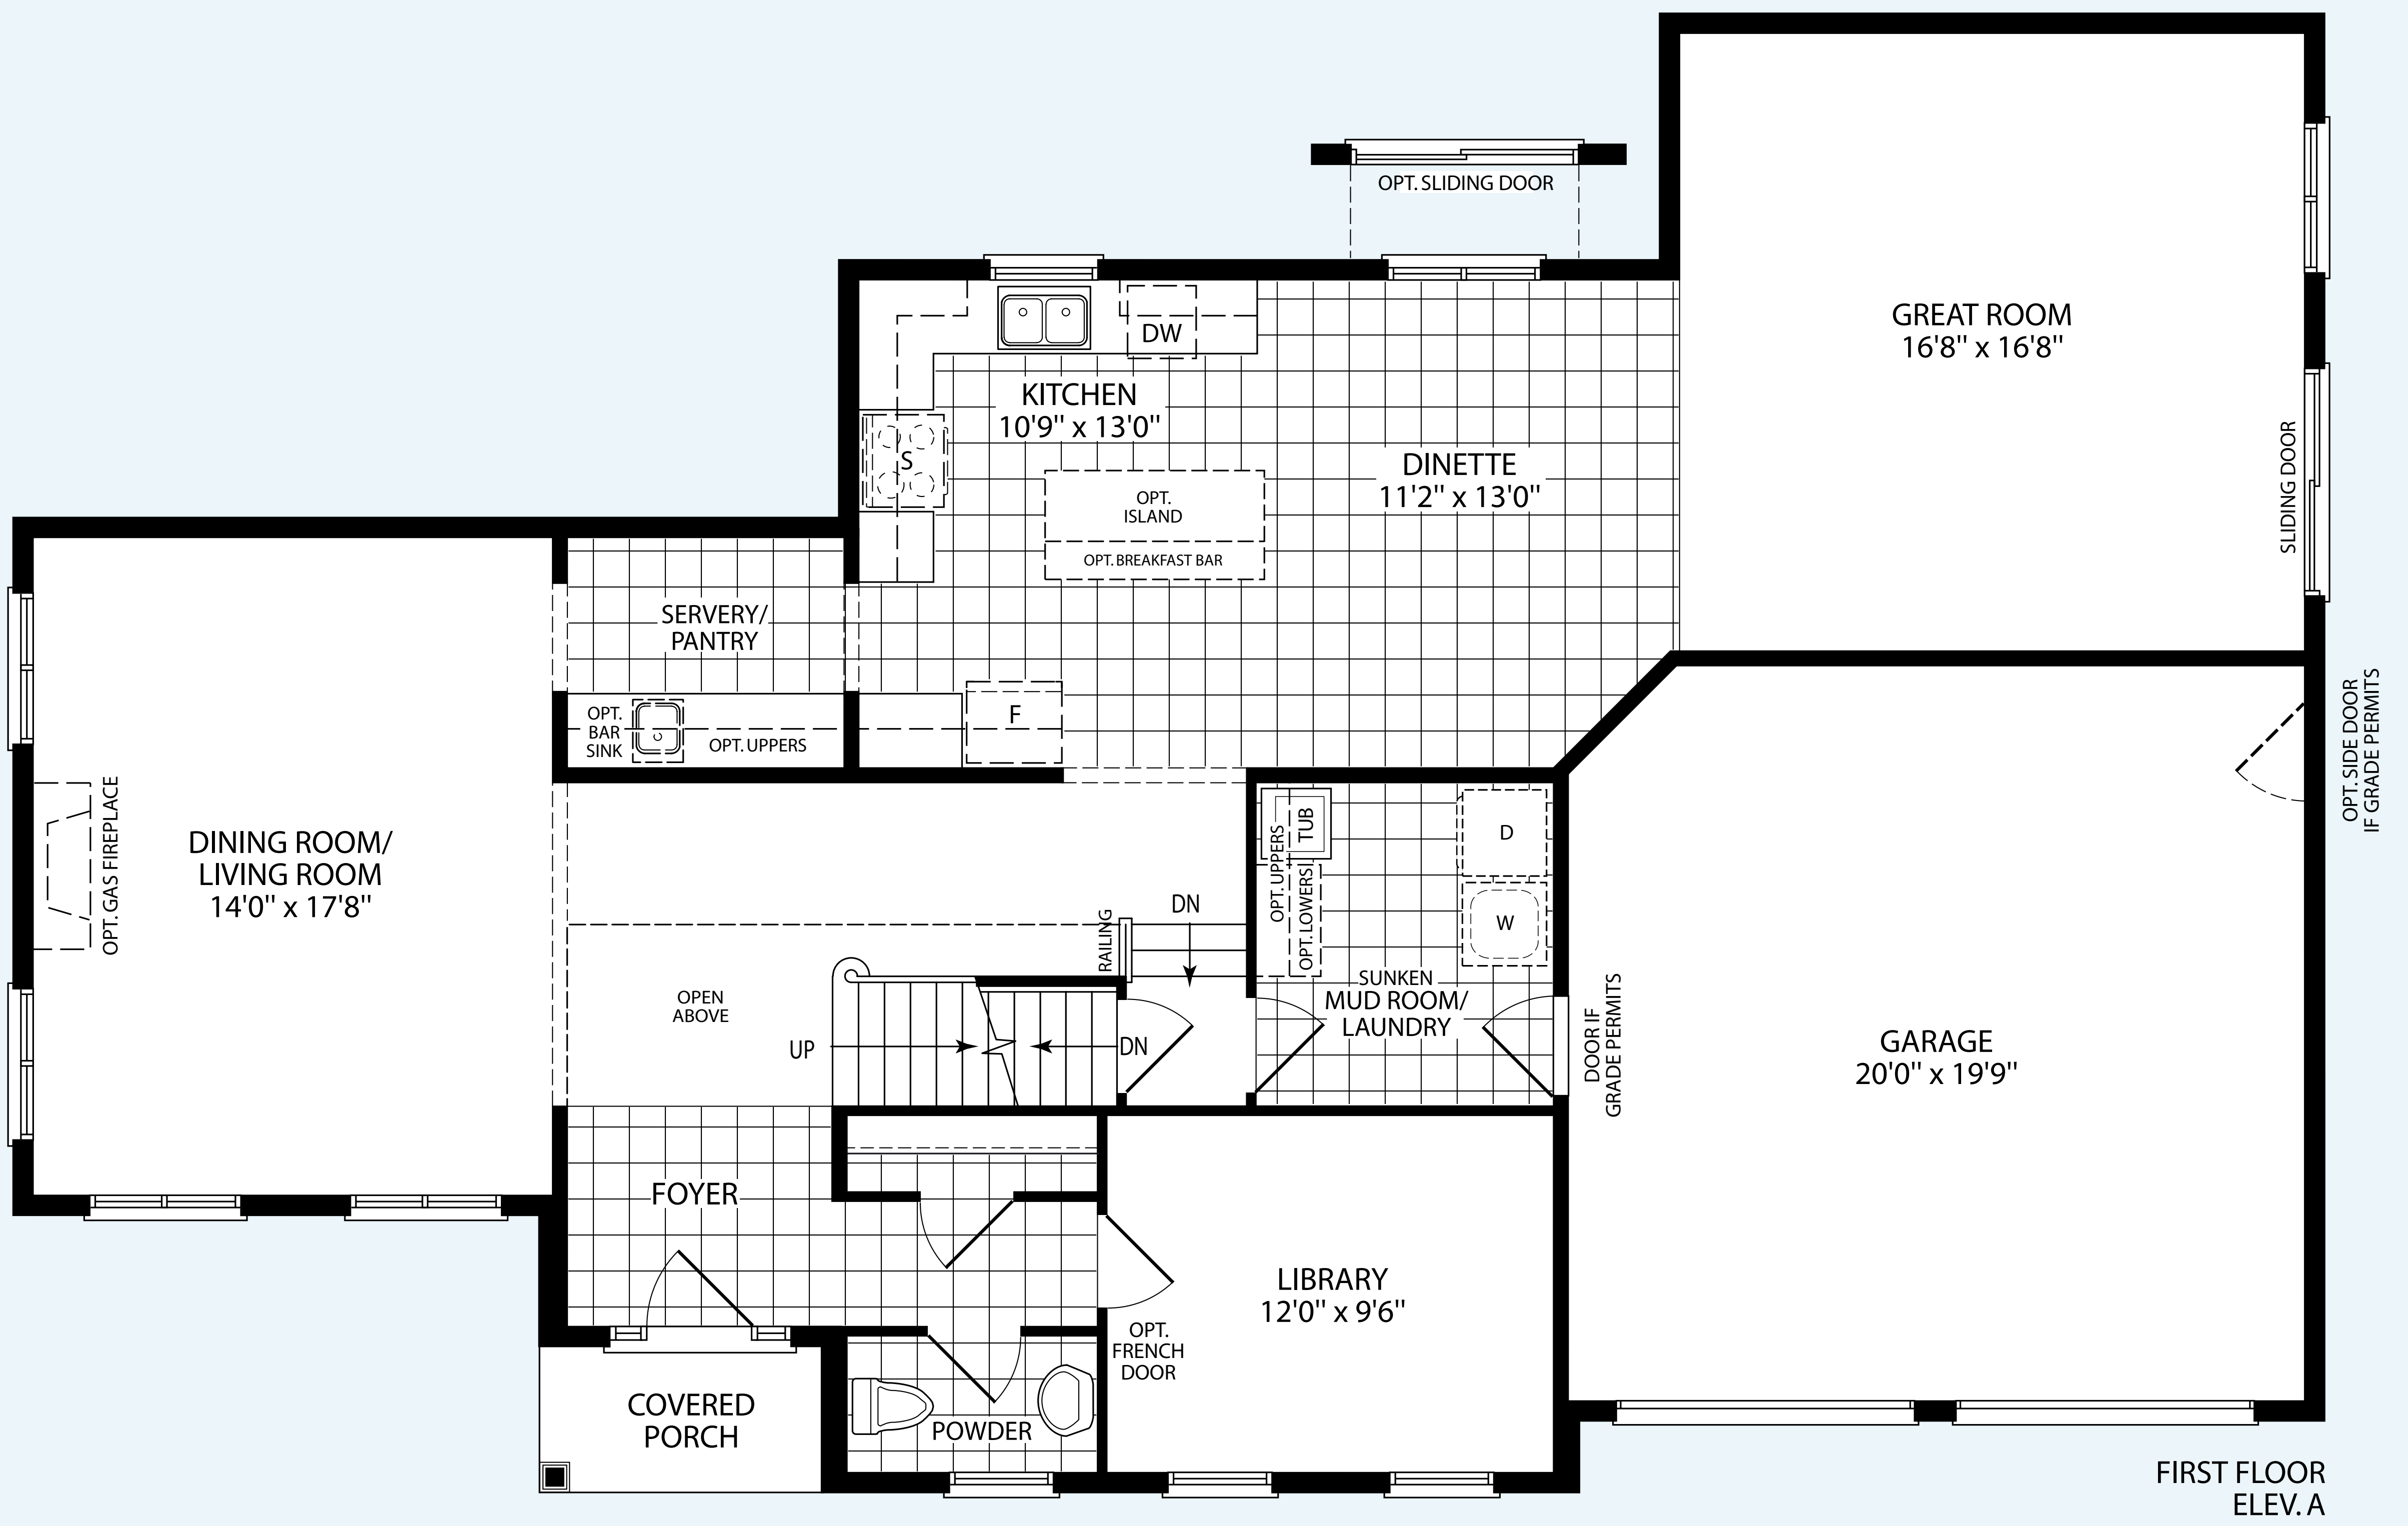 OPT. SLIDING DOOR
GREAT ROOM
16'8" x 16'8"
SLIDING DOOR
DW
KITCHEN
10'9" x 13'0"
S
DINETTE
11'2" x 13'0"
OPT.
ISLAND
OPT. BREAKFAST BAR
SERVERY/
PANTRY
OPT.
BAR
SINK
OPT. UPPERS
F
OPT. SIDE DOOR
IF GRADE PERMITS
DINING ROOM/
LIVING ROOM
14'0" x 17'8"
OPT. GAS FIREPLACE
TUB
OPT. UPPERS
OPT. LOWERS
D
W
RAILING
DN
SUNKEN
MUD ROOM/
LAUNDRY
OPEN
ABOVE
UP
DN
DOOR IF
GRADE PERMITS
GARAGE
20'0" x 19'9"
FOYER
LIBRARY
12'0" x 9'6"
OPT.
FRENCH
DOOR
COVERED
PORCH
POWDER
FIRST FLOOR
ELEV. A